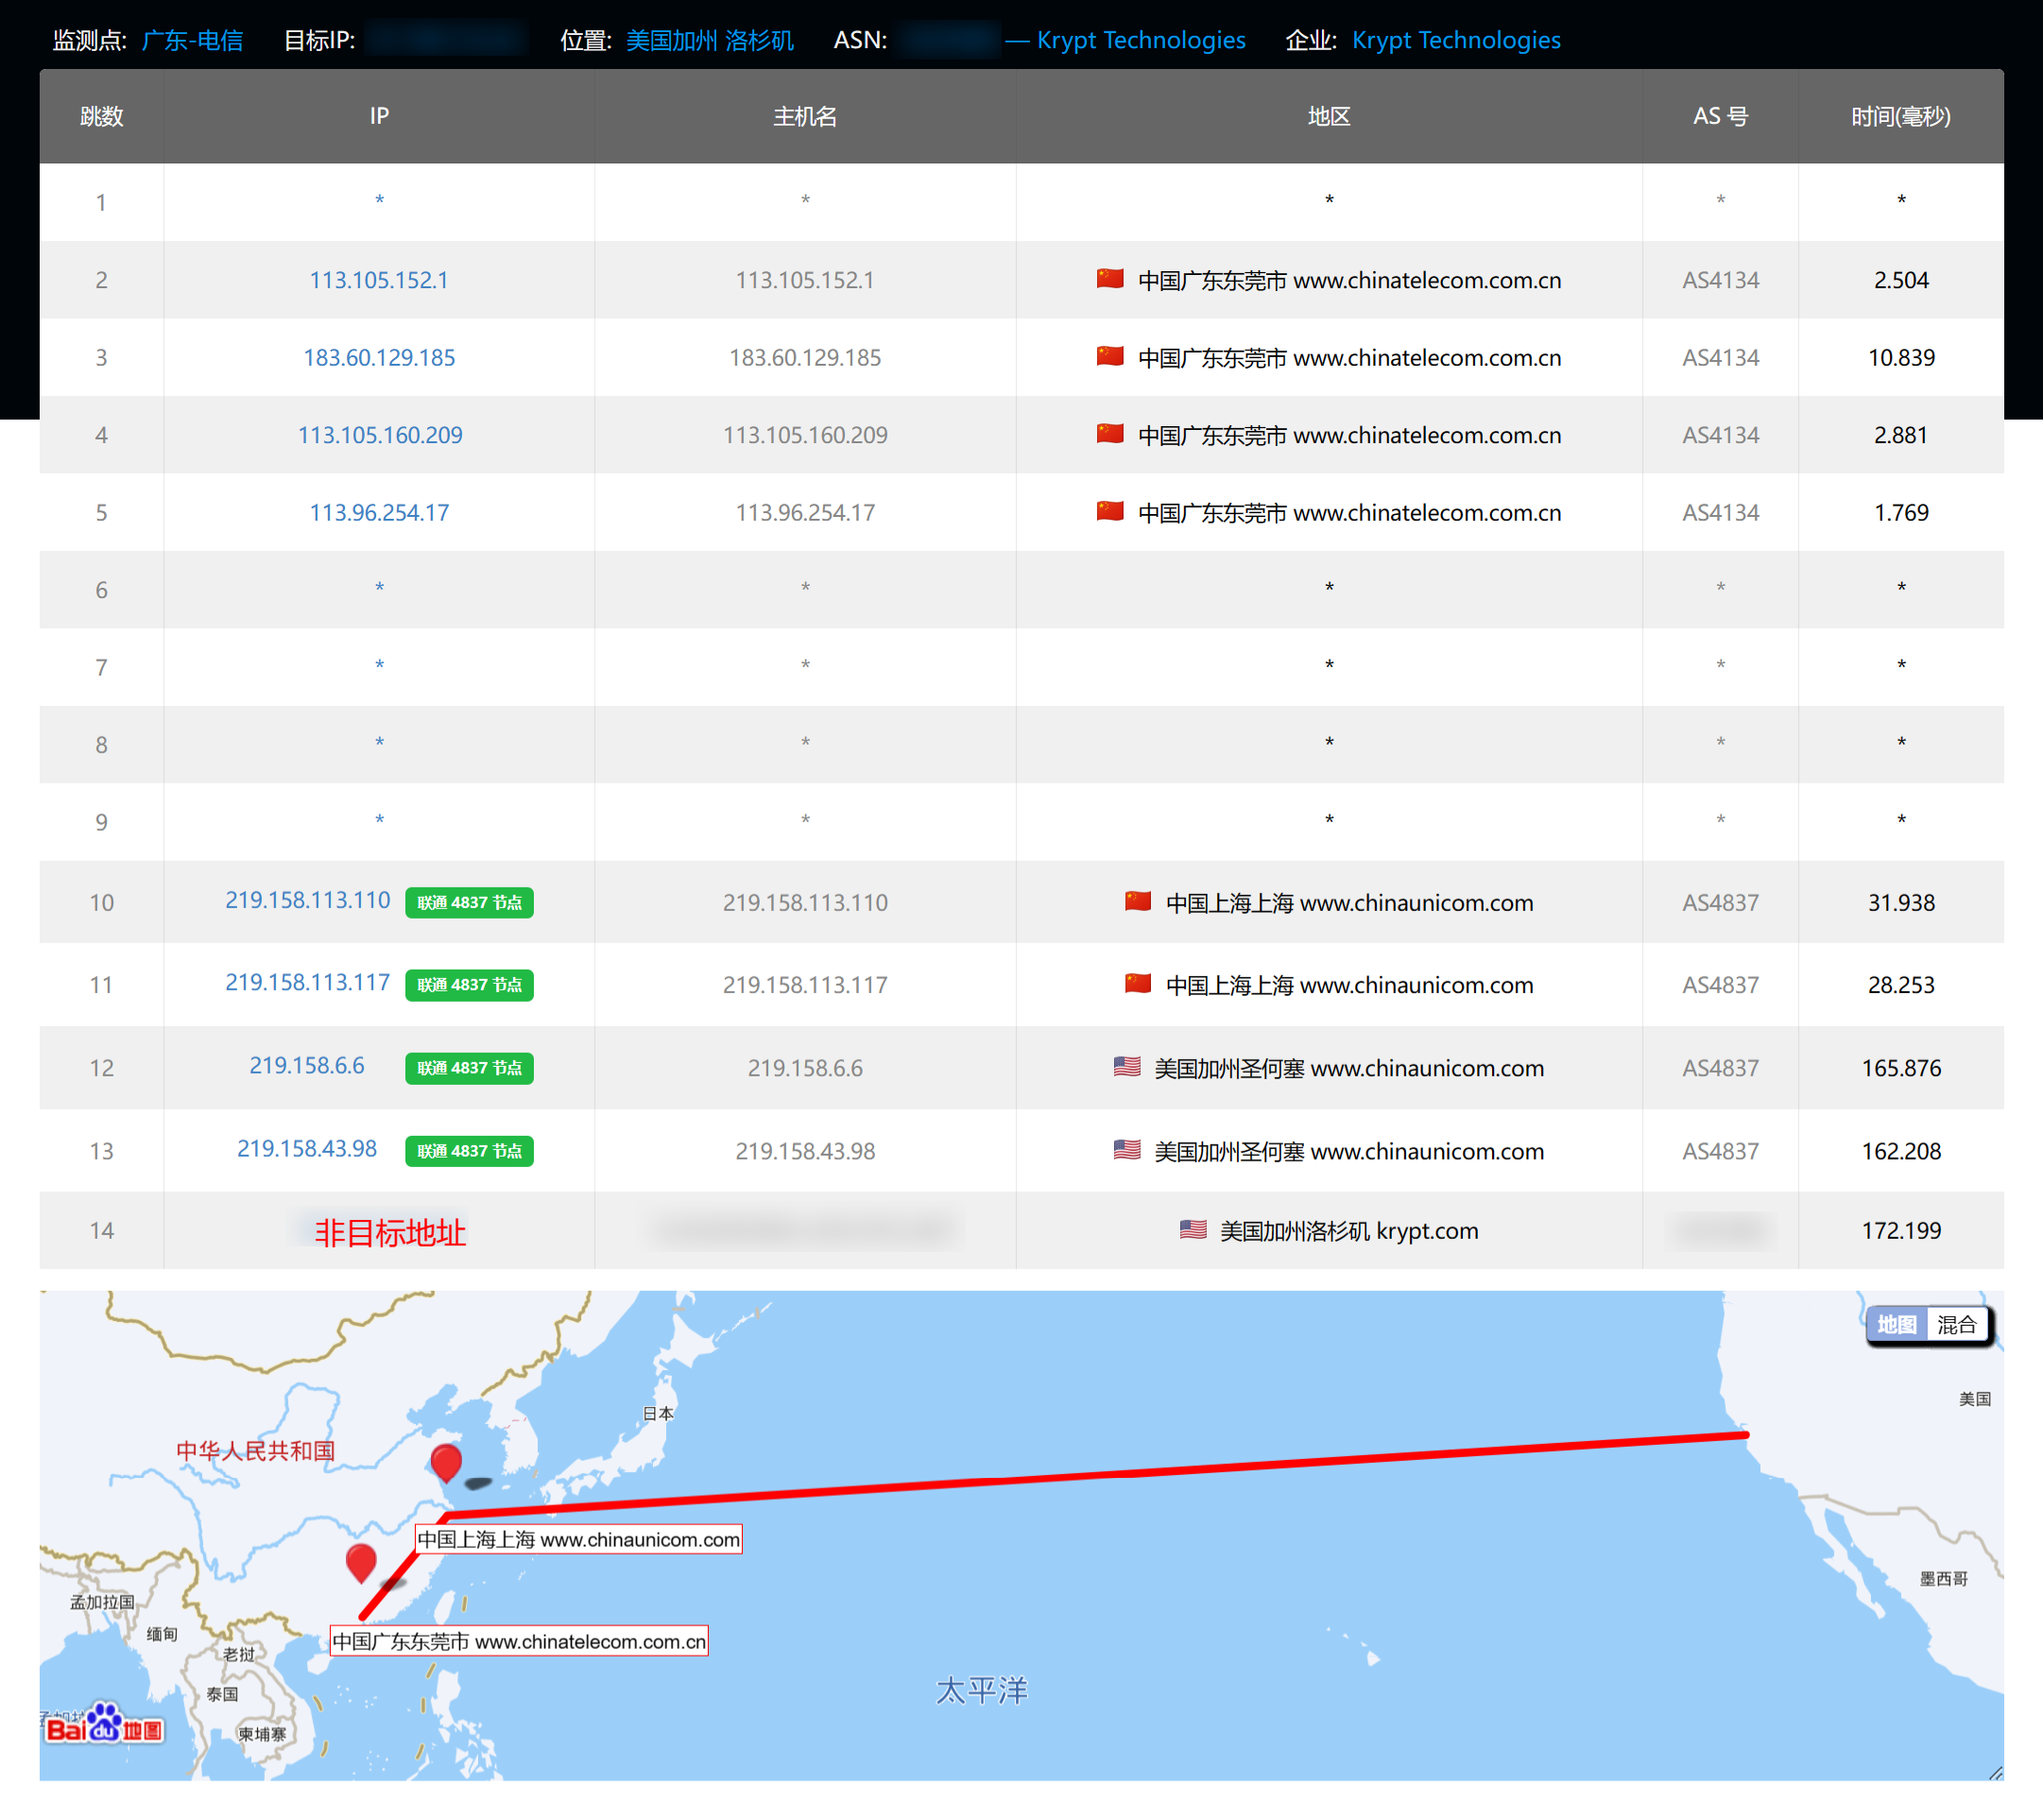 监测点: 广东-电信 目标IP: 位置: 美国加州 洛杉矶 ASN: — Krypt Technologies 企业: Krypt Technologies
跳数 IP 主机名 地区 AS 号 时间(毫秒)
1 * * * * *
2 113.105.152.1 113.105.152.1 中国广东东莞市 www.chinatelecom.com.cn AS4134 2.504
3 183.60.129.185 183.60.129.185 中国广东东莞市 www.chinatelecom.com.cn AS4134 10.839
4 113.105.160.209 113.105.160.209 中国广东东莞市 www.chinatelecom.com.cn AS4134 2.881
5 113.96.254.17 113.96.254.17 中国广东东莞市 www.chinatelecom.com.cn AS4134 1.769
6 * * * * *
7 * * * * *
8 * * * * *
9 * * * * *
10 219.158.113.110 联通 4837 节点 219.158.113.110 中国上海上海 www.chinaunicom.com AS4837 31.938
11 219.158.113.117 联通 4837 节点 219.158.113.117 中国上海上海 www.chinaunicom.com AS4837 28.253
12 219.158.6.6 联通 4837 节点 219.158.6.6 美国加州圣何塞 www.chinaunicom.com AS4837 165.876
13 219.158.43.98 联通 4837 节点 219.158.43.98 美国加州圣何塞 www.chinaunicom.com AS4837 162.208
14 非目标地址 美国加州洛杉矶 krypt.com 172.199
地图 混合
美国
日本
中华人民共和国
中国上海上海 www.chinaunicom.com
墨西哥
孟加拉国
缅甸
中国广东东莞市 www.chinatelecom.com.cn
老挝
泰国
太平洋
Bai du 地图
柬埔寨